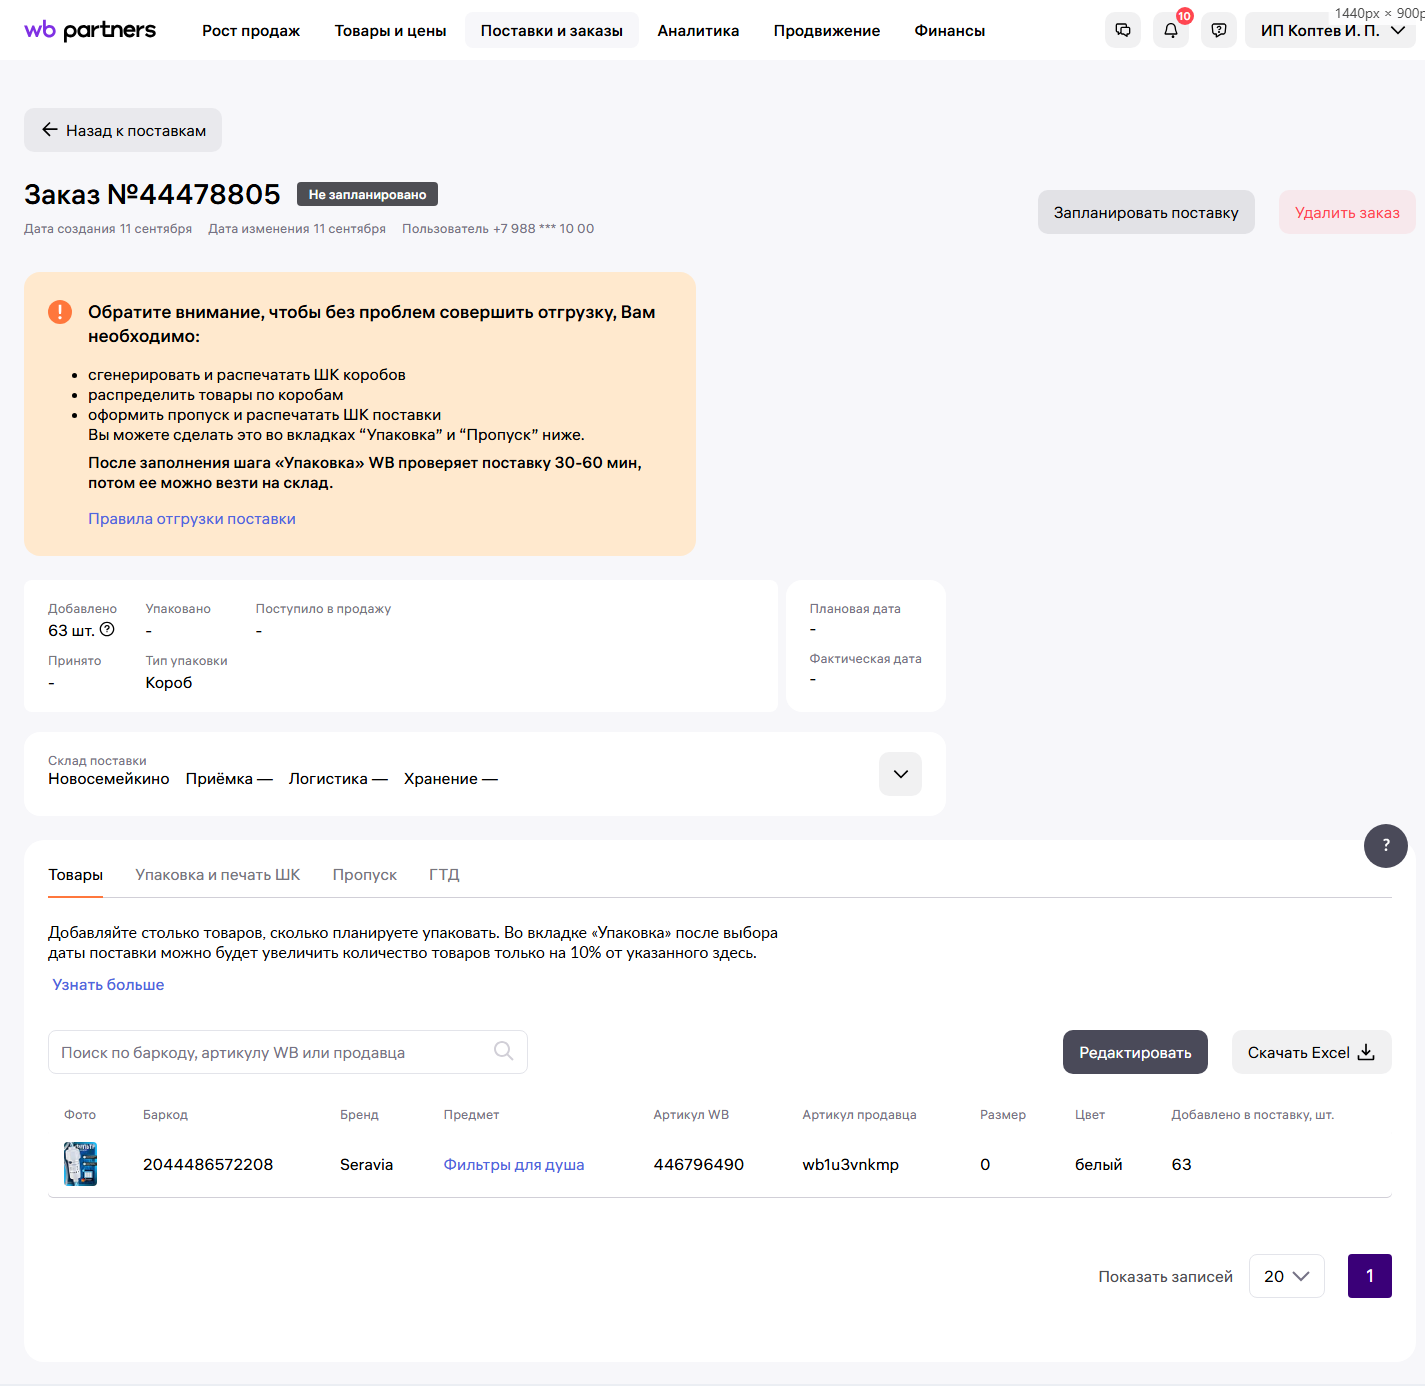 wb partners
Рост продаж
Товары и цены
Поставки и заказы
Аналитика
Продвижение
Финансы
10
ИП Коптев И. П.
1440px × 900p
Назад к поставкам
Заказ №44478805
Не запланировано
Дата создания 11 сентября Дата изменения 11 сентября Пользователь +7 988 *** 10 00
Запланировать поставку
Удалить заказ
Обратите внимание, чтобы без проблем совершить отгрузку, Вам
необходимо:
• сгенерировать и распечатать ШК коробов
• распределить товары по коробам
• оформить пропуск и распечатать ШК поставки
Вы можете сделать это во вкладках “Упаковка” и “Пропуск” ниже.
После заполнения шага «Упаковка» WB проверяет поставку 30-60 мин,
потом ее можно везти на склад.
Правила отгрузки поставки
Добавлено Упаковано Поступило в продажу
63 шт. ? - -
Принято Тип упаковки
- Короб
Плановая дата
-
Фактическая дата
-
Склад поставки
Новосемейкино Приёмка — Логистика — Хранение —
?
Товары Упаковка и печать ШК Пропуск ГТД
Добавляйте столько товаров, сколько планируете упаковать. Во вкладке «Упаковка» после выбора
даты поставки можно будет увеличить количество товаров только на 10% от указанного здесь.
Узнать больше
Поиск по баркоду, артикулу WB или продавца
Редактировать
Скачать Excel
Фото Баркод Бренд Предмет Артикул WB Артикул продавца Размер Цвет Добавлено в поставку, шт.
2044486572208 Seravia Фильтры для душа 446796490 wb1u3vnkmp 0 белый 63
Показать записей 20 1